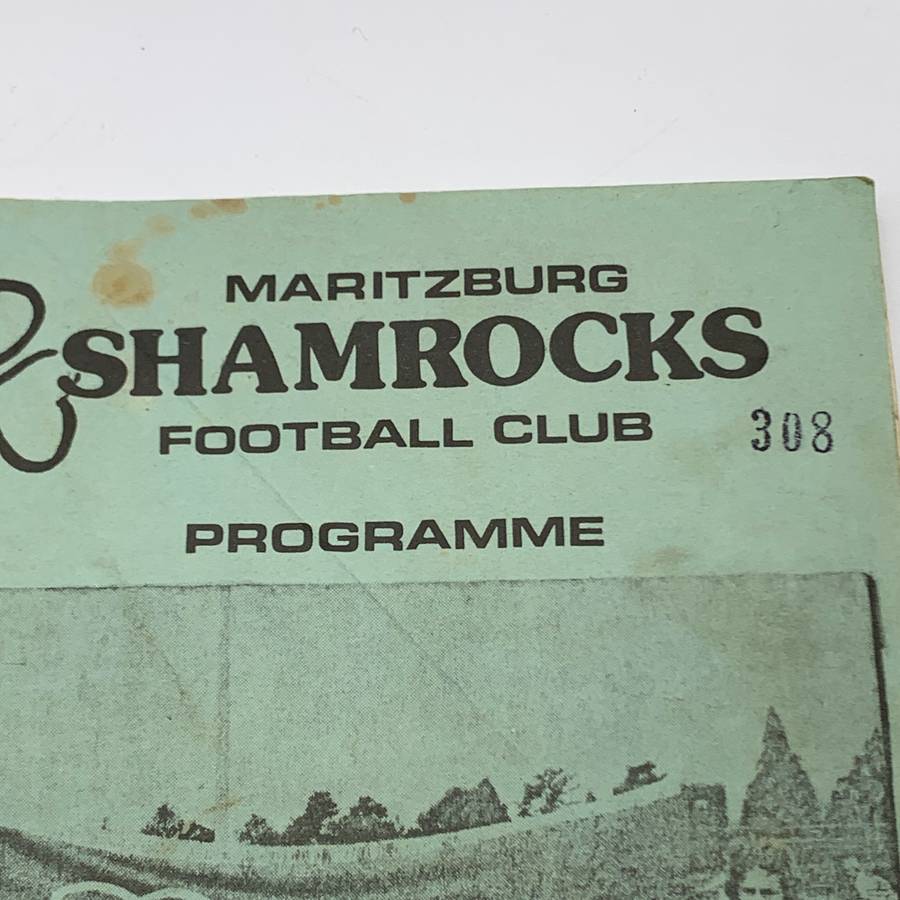 MARITZBURG
SHAMROCKS
FOOTBALL CLUB
308
PROGRAMME